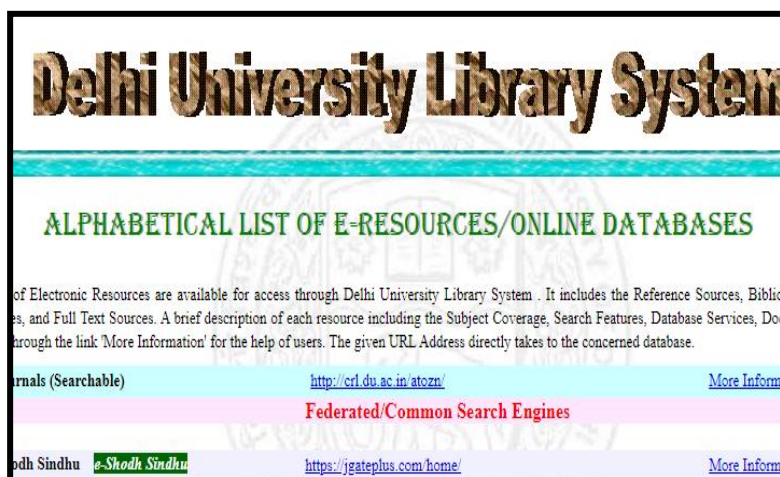 Delhi University Library System
ALPHABETICAL LIST OF E-RESOURCES/ONLINE DATABASES
of Electronic Resources are available for access through Delhi University Library System . It includes the Reference Sources, Biblio
es, and Full Text Sources. A brief description of each resource including the Subject Coverage, Search Features, Database Services, Do
hrough the link 'More Information' for the help of users. The given URL Address directly takes to the concerned database.
urnals (Searchable) http://crl.du.ac.in/atozn/ More Inform
Federated/Common Search Engines
odh Sindhu e-Shodh Sindhu https://jgateplus.com/home/ More Inform